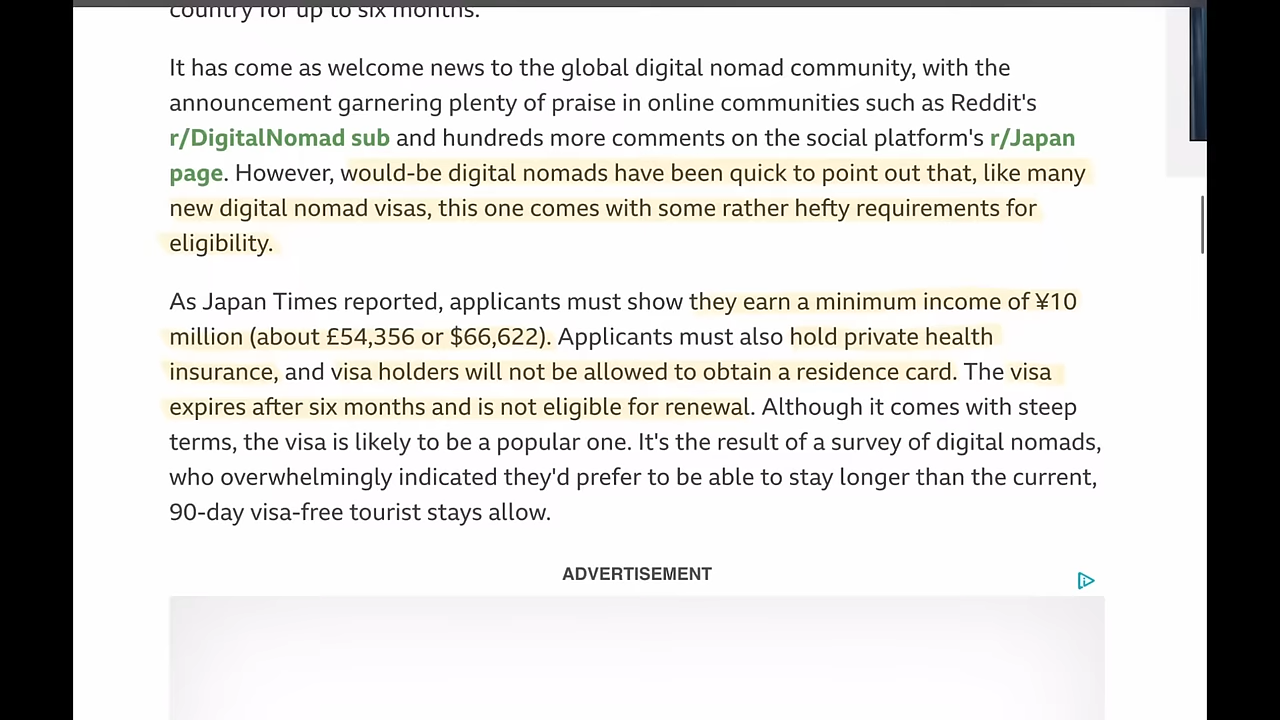 country for up to six months.
It has come as welcome news to the global digital nomad community, with the
announcement garnering plenty of praise in online communities such as Reddit's
r/DigitalNomad sub and hundreds more comments on the social platform's r/Japan
page. However, would-be digital nomads have been quick to point out that, like many
new digital nomad visas, this one comes with some rather hefty requirements for
eligibility.
As Japan Times reported, applicants must show they earn a minimum income of ¥10
million (about £54,356 or $66,622). Applicants must also hold private health
insurance, and visa holders will not be allowed to obtain a residence card. The visa
expires after six months and is not eligible for renewal. Although it comes with steep
terms, the visa is likely to be a popular one. It's the result of a survey of digital nomads,
who overwhelmingly indicated they'd prefer to be able to stay longer than the current,
90-day visa-free tourist stays allow.
ADVERTISEMENT